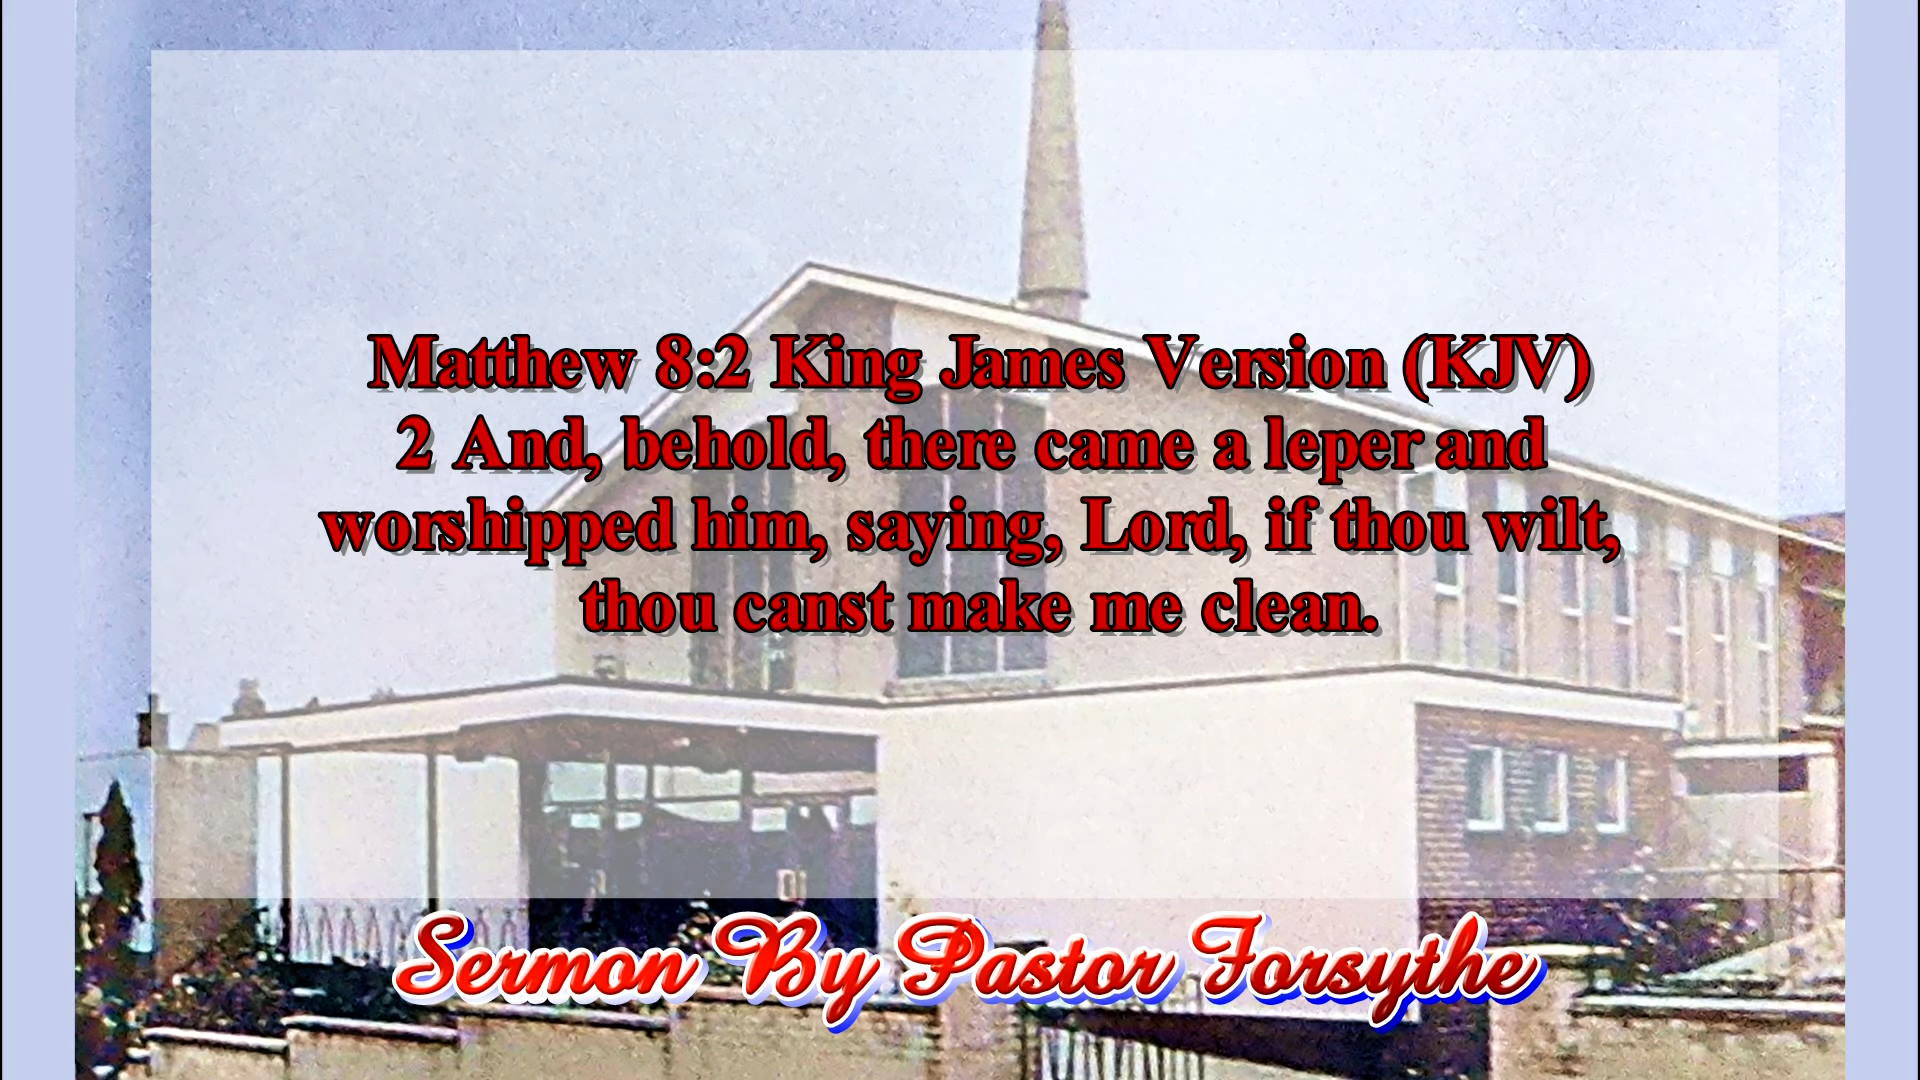 Matthew 8:2 King James Version (KJV)
2 And, behold, there came a leper and
worshipped him, saying, Lord, if thou wilt,
thou canst make me clean.
Sermon By Pastor Forsythe